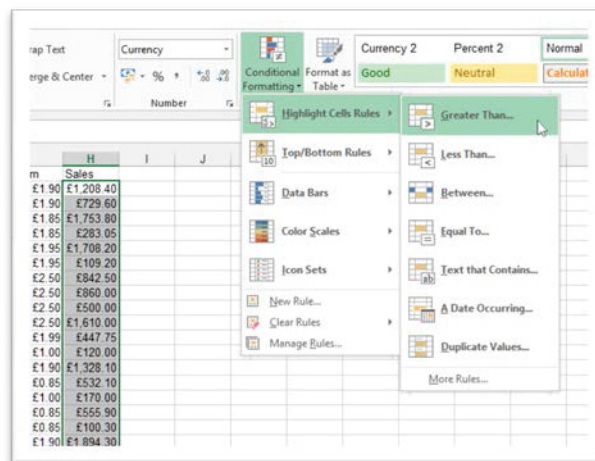 rap Text
Currency
Conditional Formatting
Format as Table
Currency 2
Percent 2
Normal
erge & Center
%
Good
Neutral
Calculat
Number
Highlight Cells Rules
Top/Bottom Rules
Data Bars
Color Scales
Icon Sets
New Rule...
Clear Rules
Manage Rules...
Greater Than...
Less Than...
Between...
Equal To...
Text that Contains...
A Date Occurring...
Duplicate Values...
More Rules...
H I J
m Sales
£1.90 £1,208.40
£1.90 £729.60
£1.85 £1,753.80
£1.85 £283.05
£1.95 £1,708.20
£1.95 £109.20
£2.50 £842.50
£2.50 £860.00
£2.50 £500.00
£2.50 £1,610.00
£1.99 £447.75
£1.00 £120.00
£1.90 £1,328.10
£0.85 £532.10
£1.00 £170.00
£0.85 £555.90
£0.85 £100.30
£1.90 £1,894.30